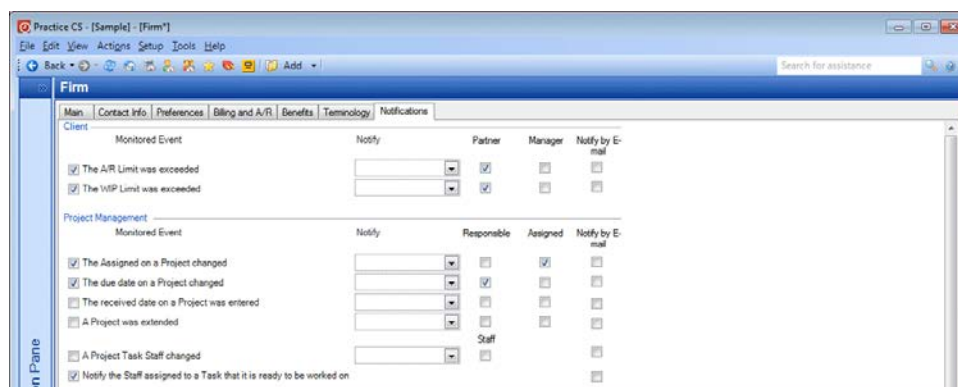 Practice CS - [Sample] - [Firm*]
File Edit View Actions Setup Tools Help
Back Add Search for assistance
Firm
Main Contact Info Preferences Billing and A/R Benefits Terminology Notifications
Client
Monitored Event Notify Partner Manager Notify by E-
mail
The A/R Limit was exceeded
The WIP Limit was exceeded
Project Management
Monitored Event Notify Responsible Assigned Notify by E-
mail
The Assigned on a Project changed
The due date on a Project changed
The received date on a Project was entered
A Project was extended
Staff
A Project Task Staff changed
Notify the Staff assigned to a Task that it is ready to be worked on
n Pane